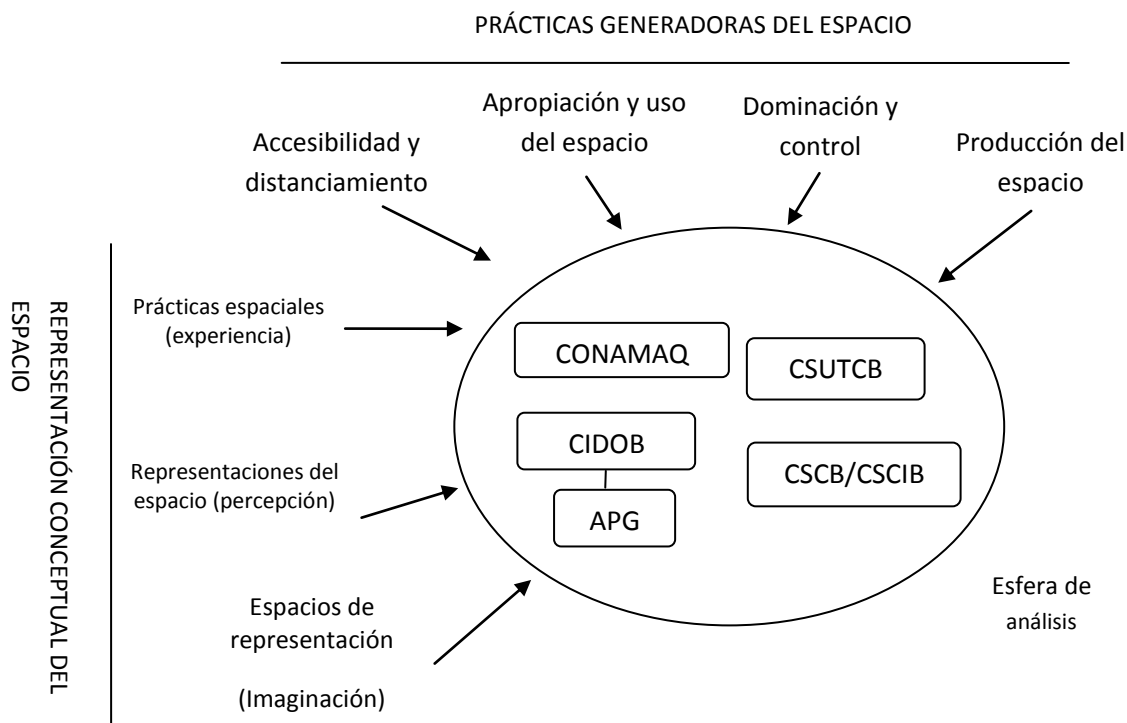 PRÁCTICAS GENERADORAS DEL ESPACIO
Accesibilidad y
distanciamiento
Apropiación y uso
del espacio
Dominación y
control
Producción del
espacio
REPRESENTACIÓN CONCEPTUAL DEL
ESPACIO
Prácticas espaciales
(experiencia)
Representaciones del
espacio (percepción)
Espacios de
representación
(Imaginación)
CONAMAQ
CSUTCB
CIDOB
CSCB/CSCIB
APG
Esfera de
análisis